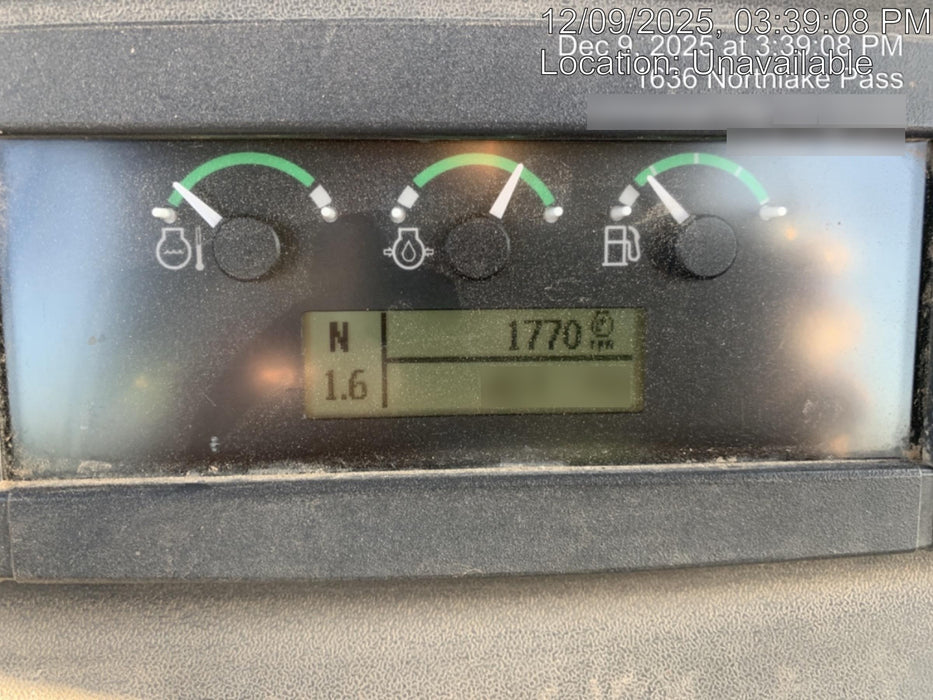 12/09/2025, 03:39:08 PM
Dec 9, 2025 at 3:39:08 PM
Location: Unavailable
1636 Northlake Pass
N
1770
1.6